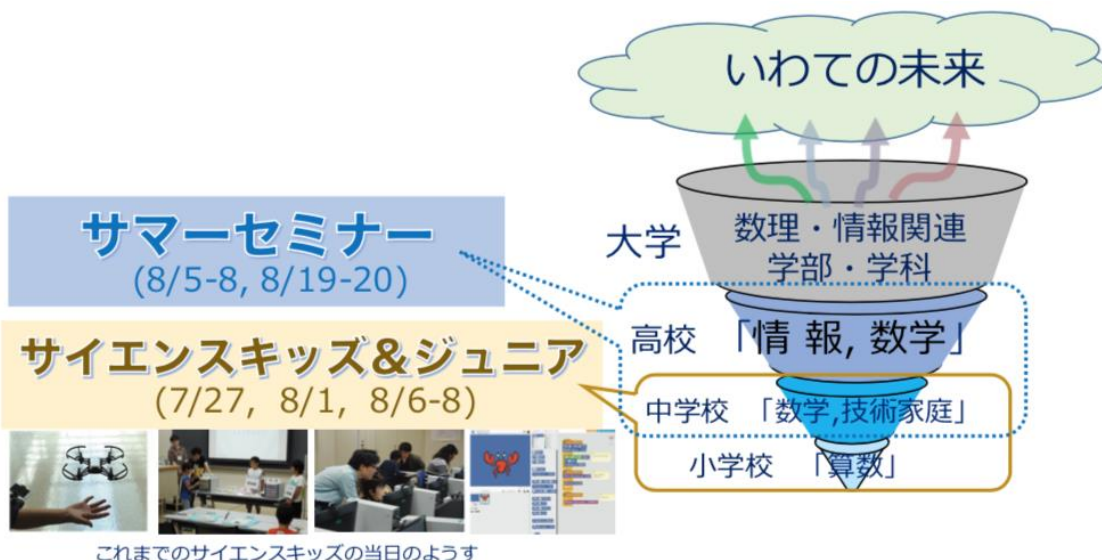 いわての未来
サマーセミナー
(8/5-8, 8/19-20)
サイエンスキッズ&ジュニア
(7/27, 8/1, 8/6-8)
大学
数理・情報関連
学部・学科
高校 「情 報, 数学」
中学校 「数学,技術家庭」
小学校 「算数」
これまでのサイエンスキッズの当日のようす